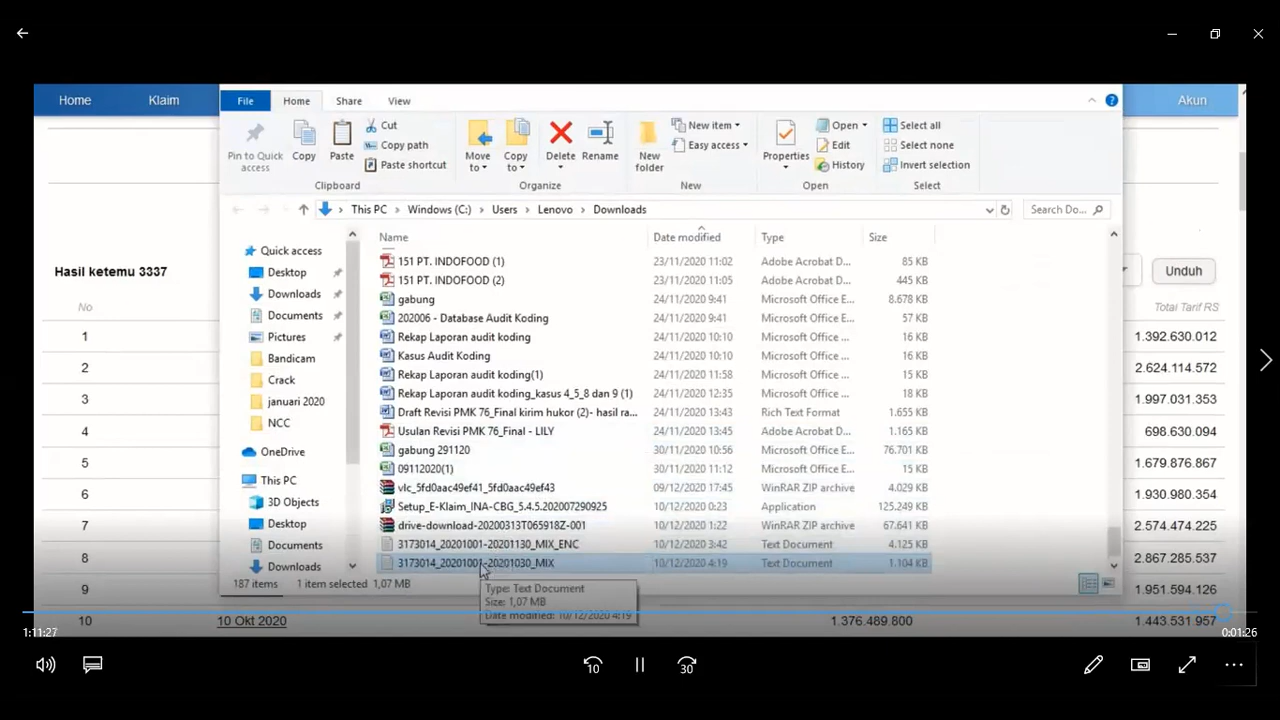 Home Klaim Akun
File Home Share View
Pin to Quick access
Copy
Paste
Cut
Copy path
Paste shortcut
Clipboard
Move to
Copy to
Delete
Rename
Organize
New folder
New item
Easy access
New
Properties
Open
Edit
History
Open
Select all
Select none
Invert selection
Select
This PC Windows (C:) Users Lenovo Downloads
Search Do...
Quick access
Desktop
Downloads
Documents
Pictures
Bandicam
Crack
januari 2020
NCC
OneDrive
This PC
3D Objects
Desktop
Documents
Downloads
Name Date modified Type Size
151 PT. INDOFOOD (1) 23/11/2020 11:02 Adobe Acrobat D... 85 KB
151 PT. INDOFOOD (2) 23/11/2020 11:05 Adobe Acrobat D... 445 KB
gabung 24/11/2020 9:41 Microsoft Office E... 8.678 KB
202006 - Database Audit Koding 24/11/2020 9:41 Microsoft Office E... 57 KB
Rekap Laporan audit koding 24/11/2020 10:10 Microsoft Office ... 16 KB
Kasus Audit Koding 24/11/2020 10:10 Microsoft Office ... 16 KB
Rekap Laporan audit koding(1) 24/11/2020 11:58 Microsoft Office ... 15 KB
Rekap Laporan audit koding_kasus 4_5_8 dan 9 (1) 24/11/2020 12:35 Microsoft Office ... 18 KB
Draft Revisi PMK 76_Final kirim hukor (2)- hasil ra... 24/11/2020 13:43 Rich Text Format 1.655 KB
Usulan Revisi PMK 76_Final - LILY 24/11/2020 13:45 Adobe Acrobat D... 1.165 KB
gabung 291120 30/11/2020 10:56 Microsoft Office E... 76.701 KB
09112020(1) 30/11/2020 11:12 Microsoft Office E... 15 KB
vlc_5fd0aac49ef41_5fd0aac49ef43 09/12/2020 17:45 WinRAR ZIP archive 4.029 KB
Setup_E-Klaim_INA-CBG_5.4.5.202007290925 10/12/2020 0:23 Application 125.249 KB
drive-download-20200313T065918Z-001 10/12/2020 1:22 WinRAR ZIP archive 67.641 KB
3173014_20201001-20201130_MIX_ENC 10/12/2020 3:42 Text Document 4.125 KB
3173014_20201001-20201030_MIX 10/12/2020 4:19 Text Document 1.104 KB
187 items 1 item selected 1,07 MB
Type: Text Document
Size: 1,07 MB
Date modified: 10/12/2020 4:19
Hasil ketemu 3337
Unduh
No Total Tarif RS
1 1.392.630.012
2 2.624.114.572
3 1.997.031.353
4 698.630.094
5 1.679.876.867
6 1.930.980.354
7 2.574.474.225
8 2.867.285.537
9 1.951.594.126
10 10 Okt 2020 1.376.489.800 1.443.531.957
1:11:27 0:01:26
10 30